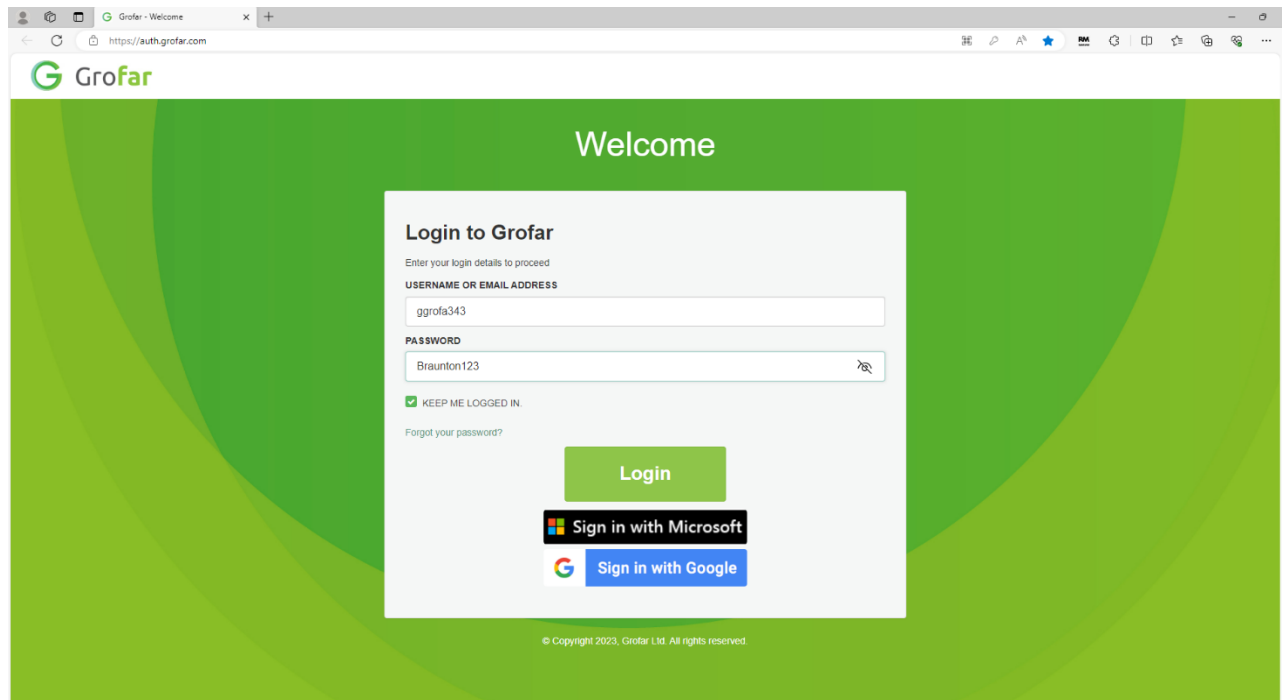 Grofar - Welcome
https://auth.grofar.com
RM
Grofar
Welcome
Login to Grofar
Enter your login details to proceed
USERNAME OR EMAIL ADDRESS
ggrofa343
PASSWORD
Braunton123
KEEP ME LOGGED IN.
Forgot your password?
Login
Sign in with Microsoft
Sign in with Google
© Copyright 2023, Grofar Ltd. All rights reserved.